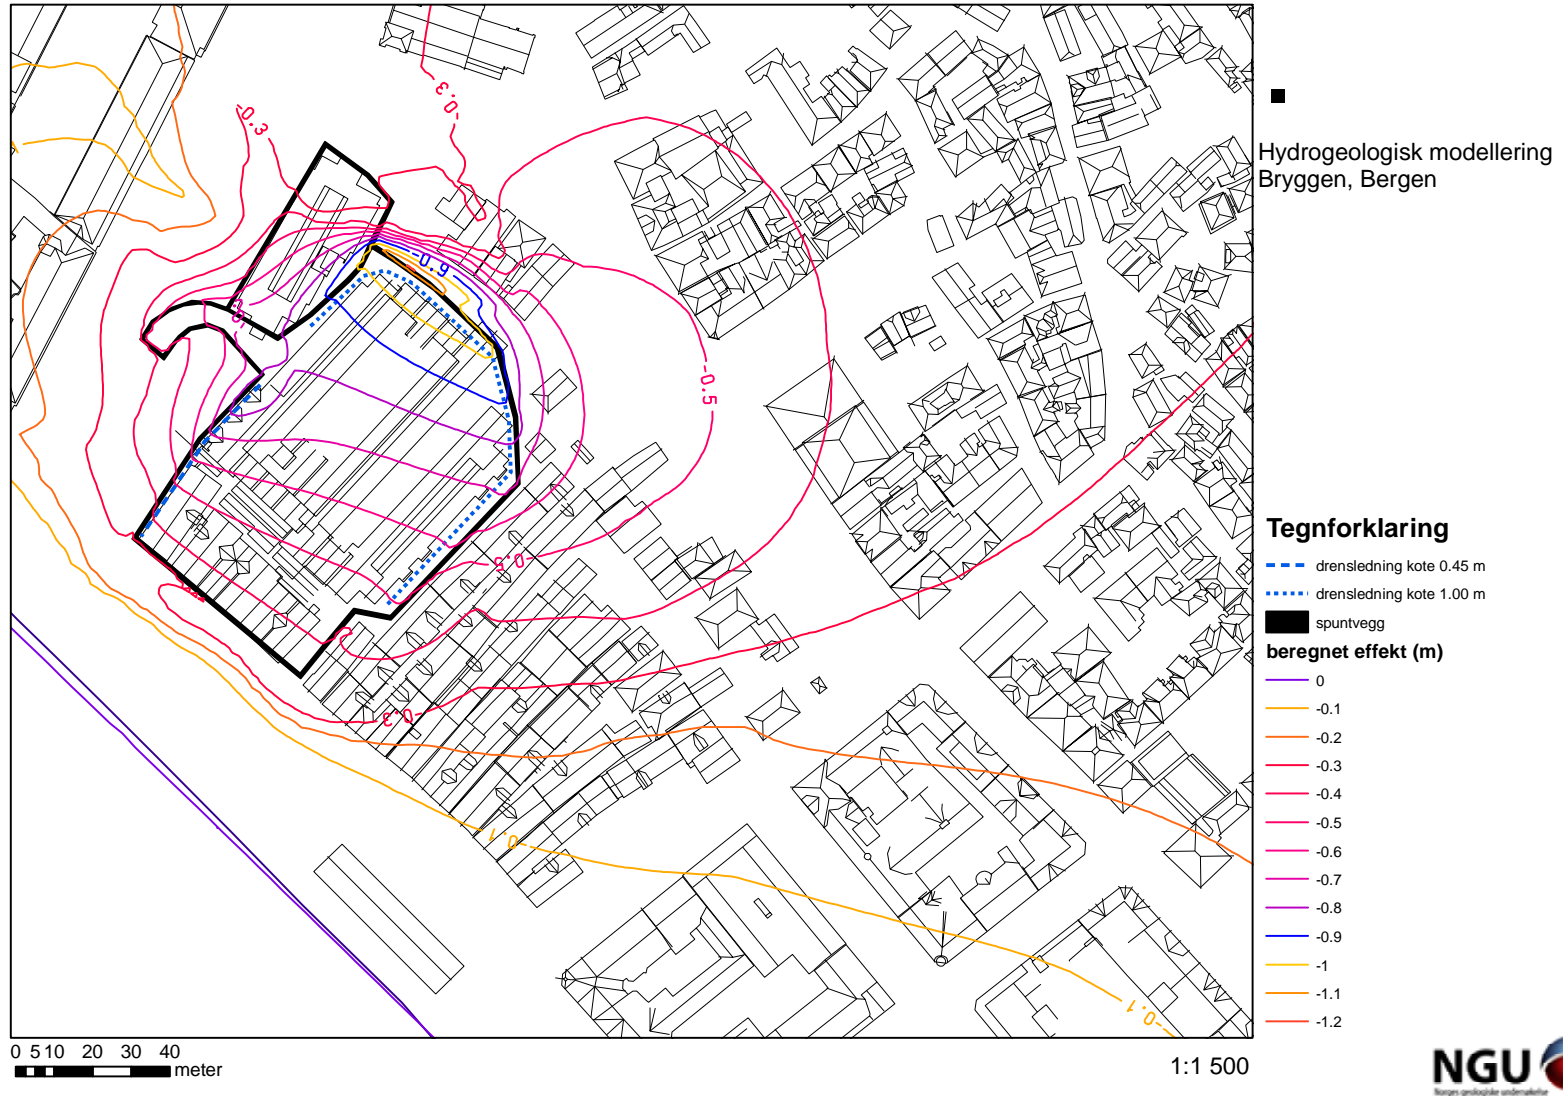 -0.3
-0.3-
-0.9
-0.5
-0.5
-0.3
-0.1
-0.1
Hydrogeologisk modellering
Bryggen, Bergen
Tegnforklaring
drensledning kote 0.45 m
drensledning kote 1.00 m
spuntvegg
beregnet effekt (m)
0
-0.1
-0.2
-0.3
-0.4
-0.5
-0.6
-0.7
-0.8
-0.9
-1
-1.1
-1.2
0 5 10 20 30 40
meter
1:1 500
NGU
Norges geologiske undersøkelse